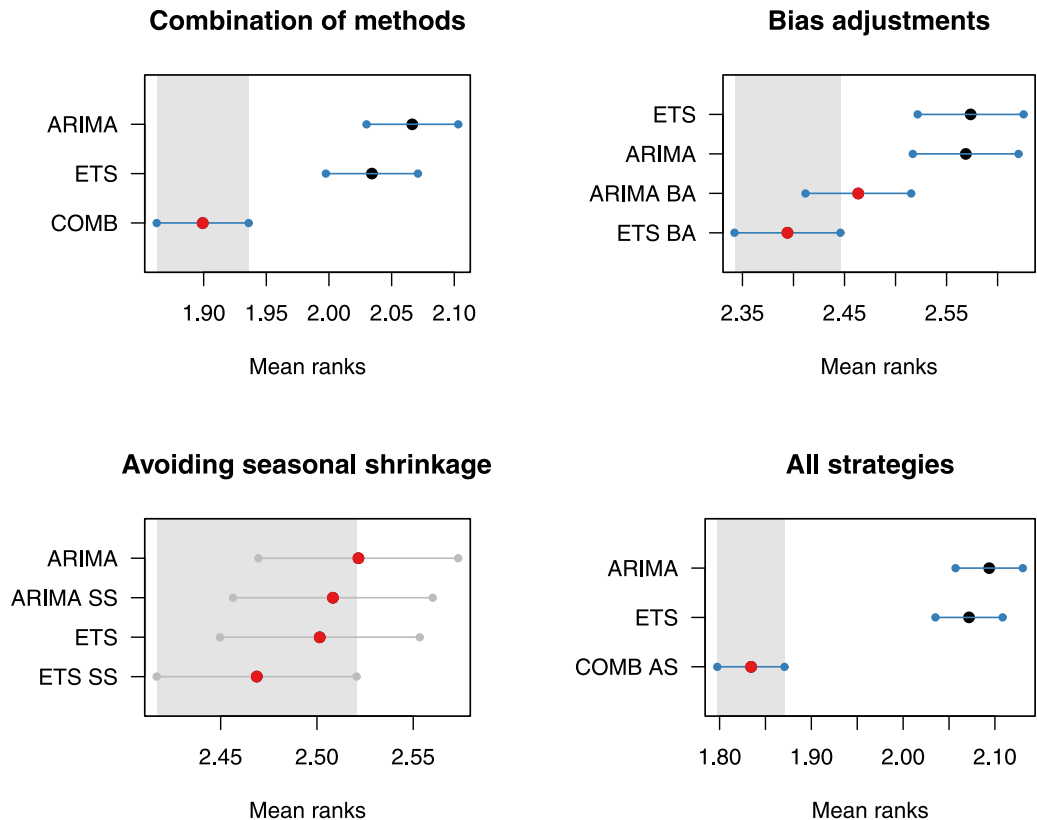 Combination of methods
ARIMA
ETS
COMB
1.90 1.95 2.00 2.05 2.10
Mean ranks
Bias adjustments
ETS
ARIMA
ARIMA BA
ETS BA
2.35 2.45 2.55
Mean ranks
Avoiding seasonal shrinkage
ARIMA
ARIMA SS
ETS
ETS SS
2.45 2.50 2.55
Mean ranks
All strategies
ARIMA
ETS
COMB AS
1.80 1.90 2.00 2.10
Mean ranks